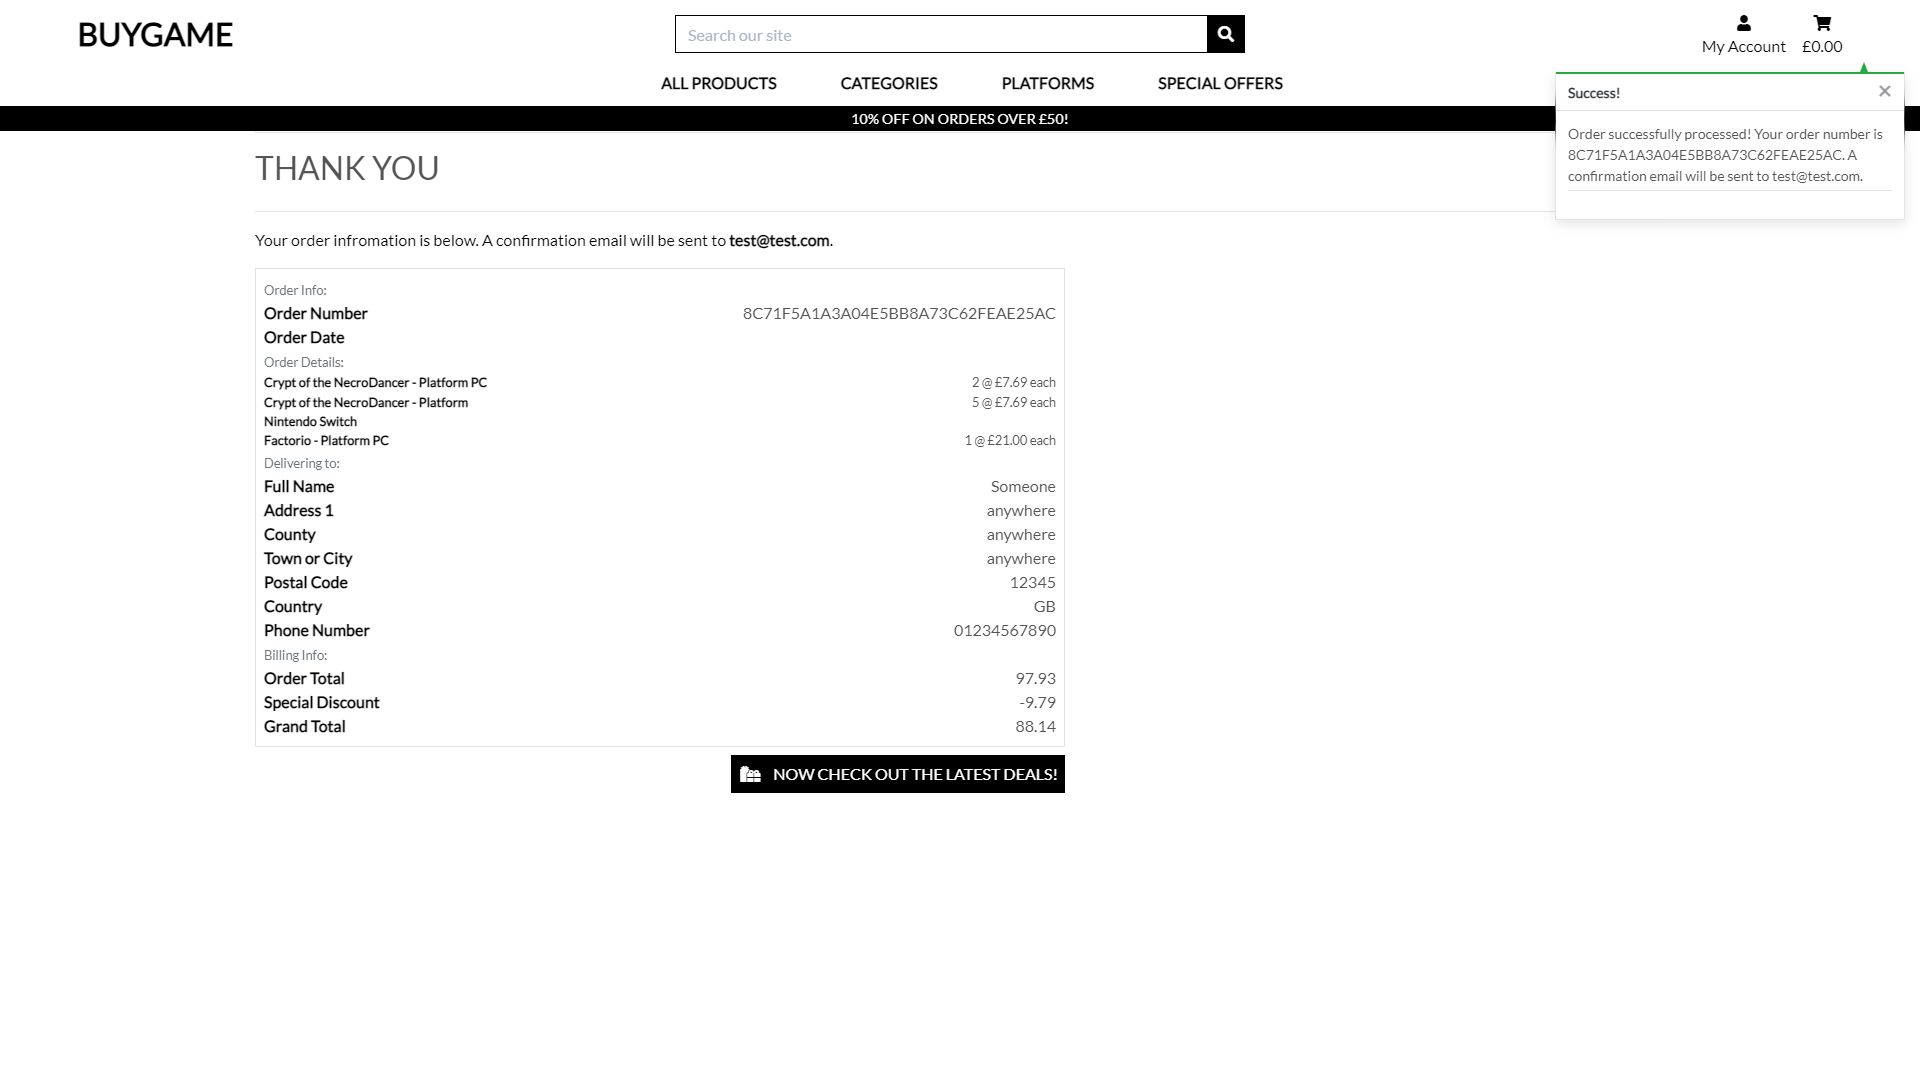 BUYGAME
Search our site
My Account
£0.00
ALL PRODUCTS CATEGORIES PLATFORMS SPECIAL OFFERS
10% OFF ON ORDERS OVER £50!
Success!
Order successfully processed! Your order number is
8C71F5A1A3A04E5BB8A73C62FEAE25AC. A
confirmation email will be sent to test@test.com.
THANK YOU
Your order infromation is below. A confirmation email will be sent to test@test.com.
Order Info:
Order Number 8C71F5A1A3A04E5BB8A73C62FEAE25AC
Order Date
Order Details:
Crypt of the NecroDancer - Platform PC 2 @ £7.69 each
Crypt of the NecroDancer - Platform 5 @ £7.69 each
Nintendo Switch
Factorio - Platform PC 1 @ £21.00 each
Delivering to:
Full Name Someone
Address 1 anywhere
County anywhere
Town or City anywhere
Postal Code 12345
Country GB
Phone Number 01234567890
Billing Info:
Order Total 97.93
Special Discount -9.79
Grand Total 88.14
NOW CHECK OUT THE LATEST DEALS!